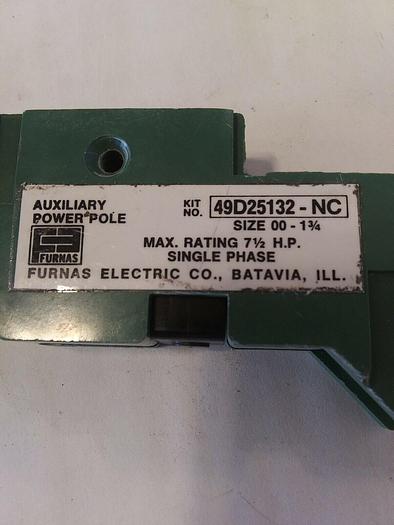 AUXILIARY
POWER POLE
KIT NO. 49D25132 - NC
SIZE 00 - 1¾
MAX. RATING 7½ H.P.
SINGLE PHASE
FURNAS
FURNAS ELECTRIC CO., BATAVIA, ILL.